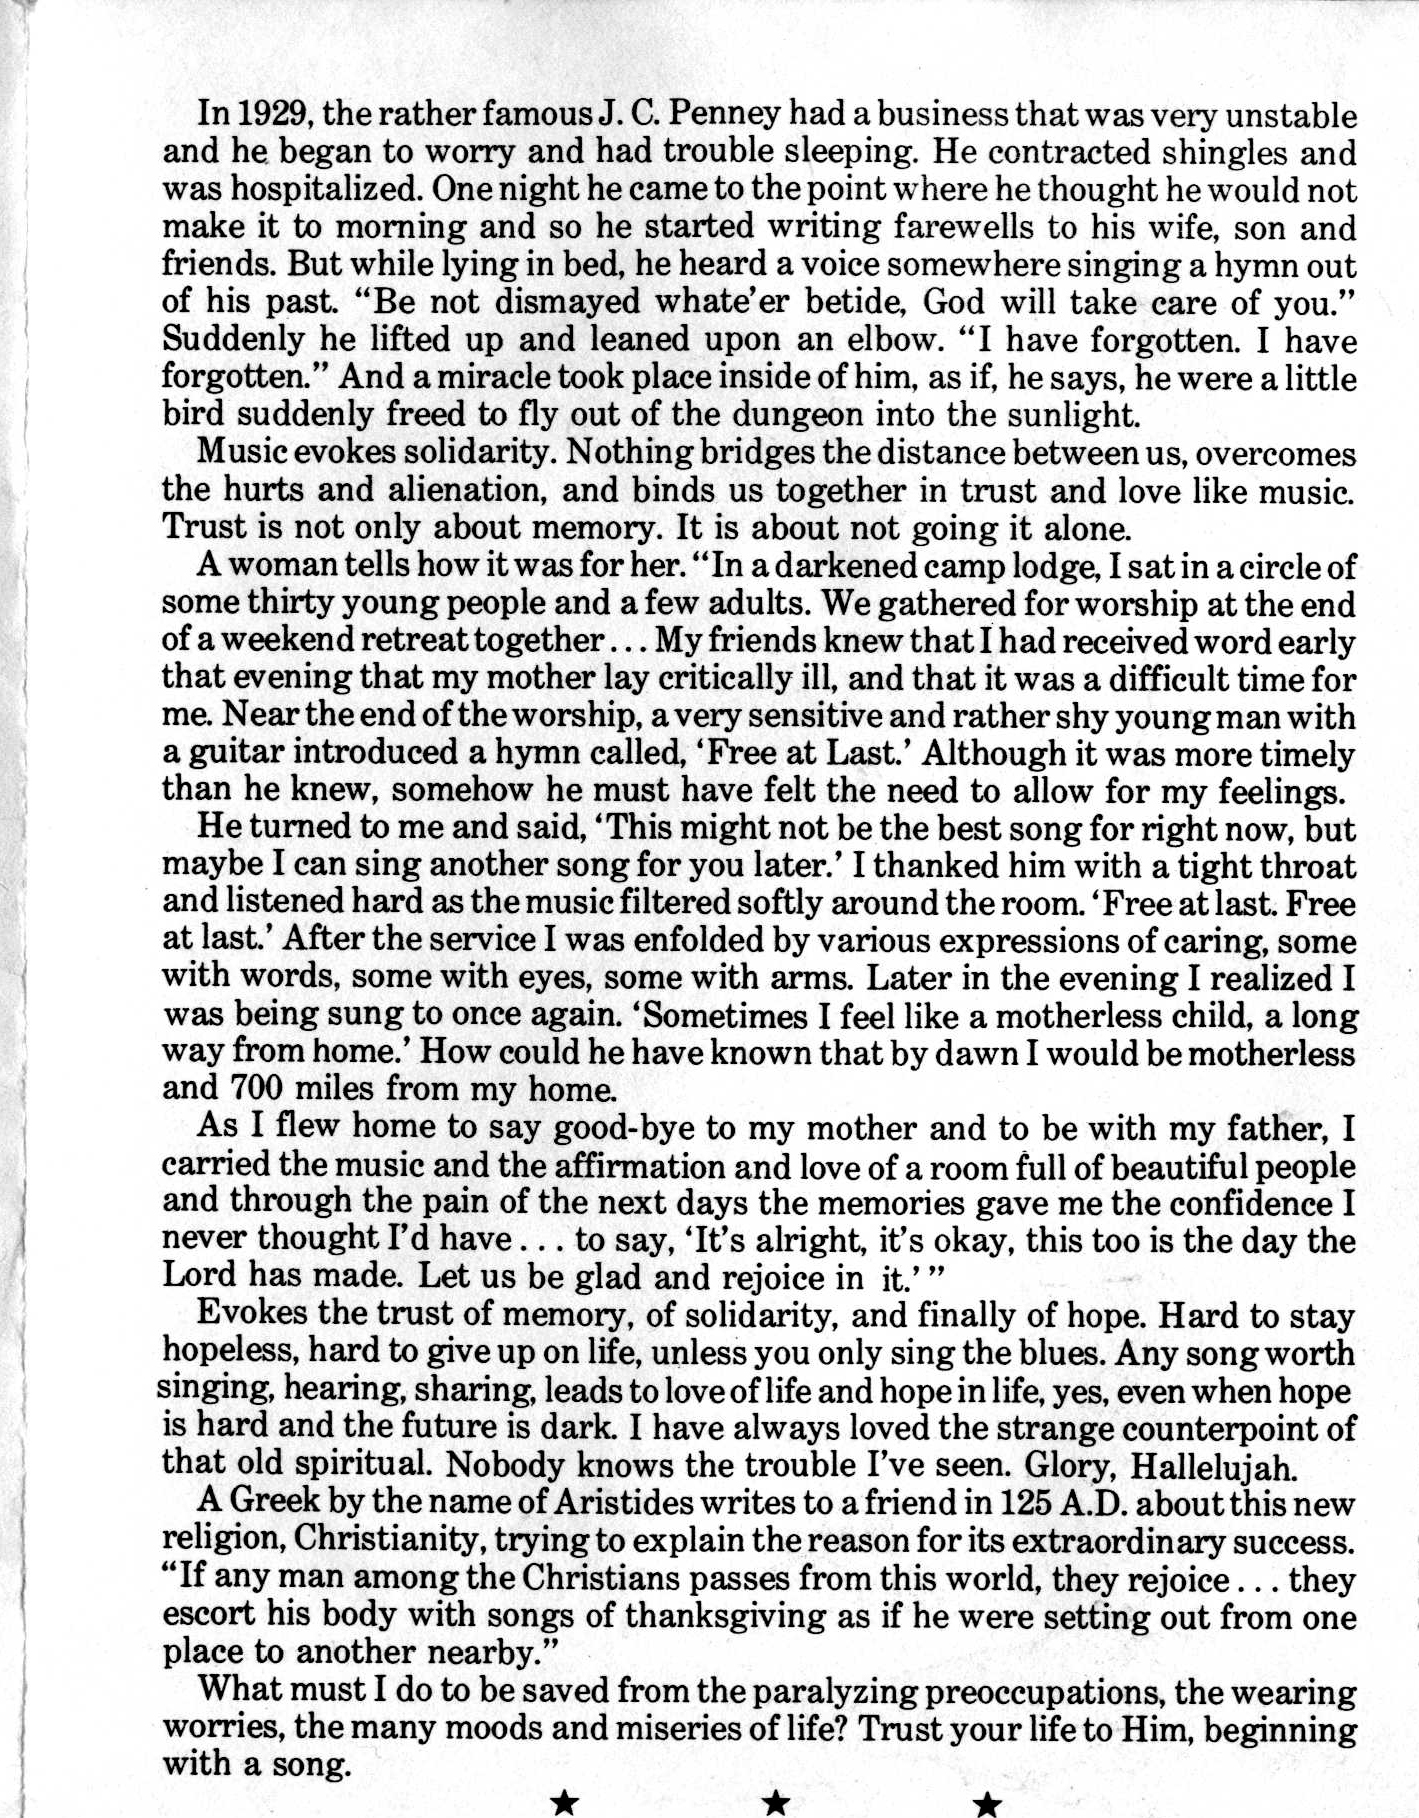 In 1929, the rather famous J. C. Penney had a business that was very unstable
and he began to worry and had trouble sleeping. He contracted shingles and
was hospitalized. One night he came to the point where he thought he would not
make it to morning and so he started writing farewells to his wife, son and
friends. But while lying in bed, he heard a voice somewhere singing a hymn out
of his past. “Be not dismayed whate’er betide, God will take care of you.”
Suddenly he lifted up and leaned upon an elbow. “I have forgotten. I have
forgotten.” And a miracle took place inside of him, as if, he says, he were a little
bird suddenly freed to fly out of the dungeon into the sunlight.
Music evokes solidarity. Nothing bridges the distance between us, overcomes
the hurts and alienation, and binds us together in trust and love like music.
Trust is not only about memory. It is about not going it alone.
A woman tells how it was for her. “In a darkened camp lodge, I sat in a circle of
some thirty young people and a few adults. We gathered for worship at the end
of a weekend retreat together... My friends knew that I had received word early
that evening that my mother lay critically ill, and that it was a difficult time for
me. Near the end of the worship, a very sensitive and rather shy young man with
a guitar introduced a hymn called, ‘Free at Last.’ Although it was more timely
than he knew, somehow he must have felt the need to allow for my feelings.
He turned to me and said, ‘This might not be the best song for right now, but
maybe I can sing another song for you later.’ I thanked him with a tight throat
and listened hard as the music filtered softly around the room. ‘Free at last. Free
at last.’ After the service I was enfolded by various expressions of caring, some
with words, some with eyes, some with arms. Later in the evening I realized I
was being sung to once again. ‘Sometimes I feel like a motherless child, a long
way from home.’ How could he have known that by dawn I would be motherless
and 700 miles from my home.
As I flew home to say good-bye to my mother and to be with my father, I
carried the music and the affirmation and love of a room full of beautiful people
and through the pain of the next days the memories gave me the confidence I
never thought I’d have... to say, ‘It’s alright, it’s okay, this too is the day the
Lord has made. Let us be glad and rejoice in it.’ ”
Evokes the trust of memory, of solidarity, and finally of hope. Hard to stay
hopeless, hard to give up on life, unless you only sing the blues. Any song worth
singing, hearing, sharing, leads to love of life and hope in life, yes, even when hope
is hard and the future is dark. I have always loved the strange counterpoint of
that old spiritual. Nobody knows the trouble I’ve seen. Glory, Hallelujah.
A Greek by the name of Aristides writes to a friend in 125 A.D. about this new
religion, Christianity, trying to explain the reason for its extraordinary success.
“If any man among the Christians passes from this world, they rejoice... they
escort his body with songs of thanksgiving as if he were setting out from one
place to another nearby.”
What must I do to be saved from the paralyzing preoccupations, the wearing
worries, the many moods and miseries of life? Trust your life to Him, beginning
with a song.
★ ★ ★